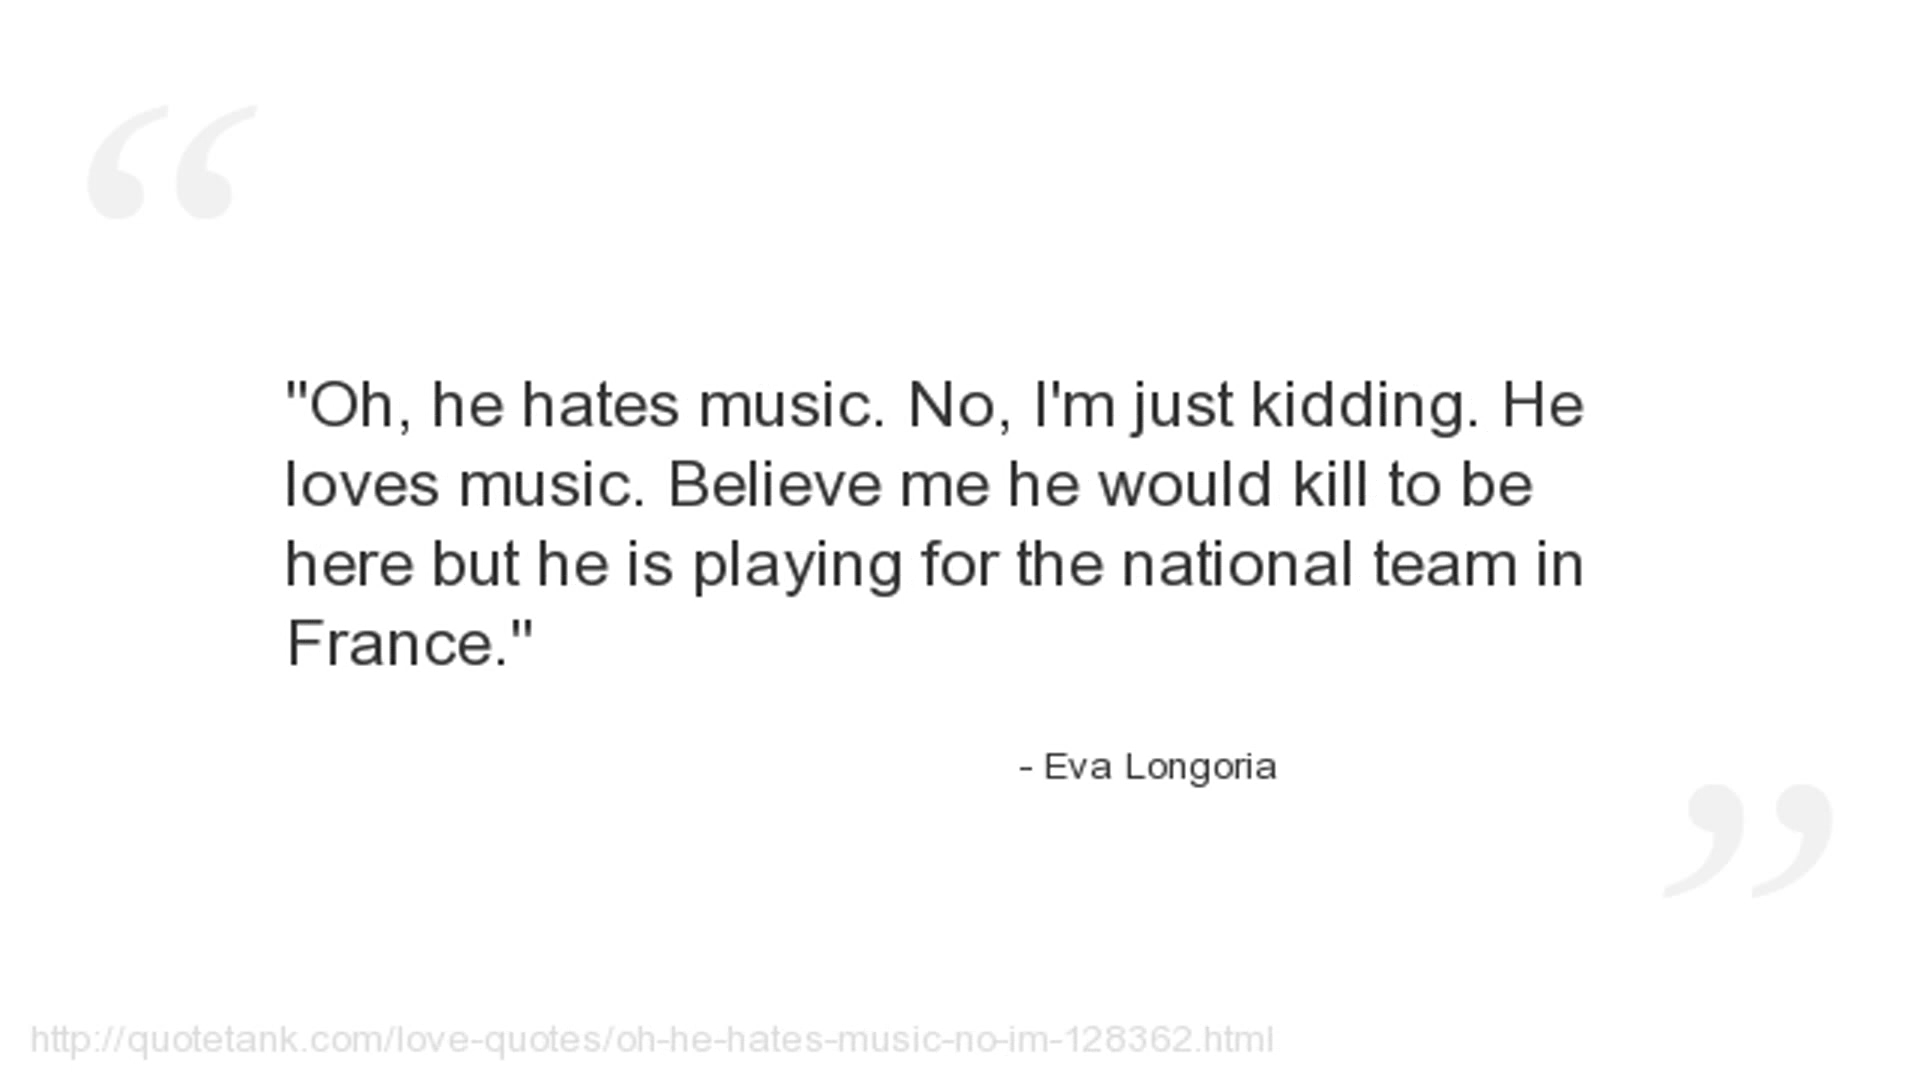 "Oh, he hates music. No, I'm just kidding. He
loves music. Believe me he would kill to be
here but he is playing for the national team in
France."
- Eva Longoria
http://quotetank.com/love-quotes/oh-he-hates-music-no-im-128362.html